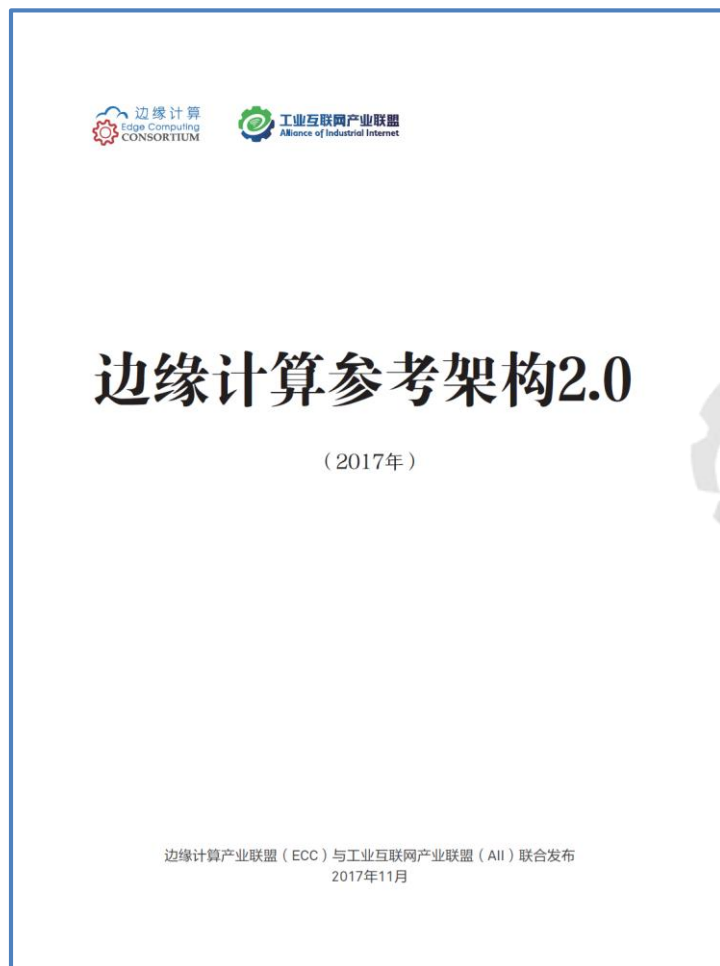 边缘计算
Edge Computing
CONSORTIUM
工业互联网产业联盟
Alliance of Industrial Internet
边缘计算参考架构2.0
（2017年）
边缘计算产业联盟（ECC）与工业互联网产业联盟（AII）联合发布
2017年11月